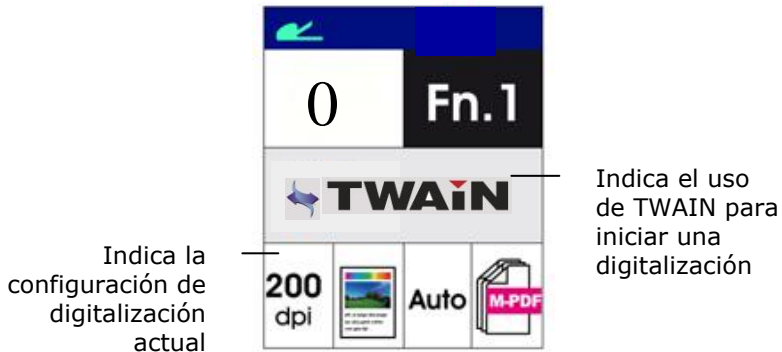 0
Fn.1
TWAiN
Indica el uso
de TWAIN para
iniciar una
digitalización
Indica la
configuración de
digitalización
actual
200
dpi
Auto
M-PDF